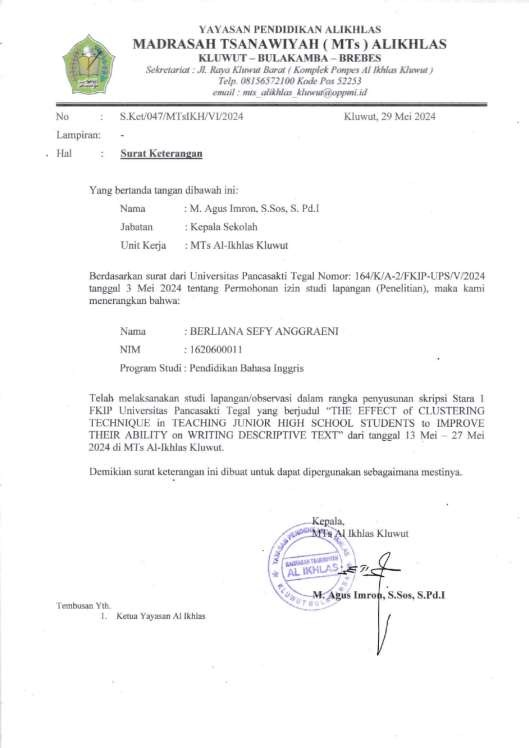 YAYASAN PENDIDIKAN ALIKHLAS
MADRASAH TSANAWIYAH ( MTs ) ALIKHLAS
KLUWUT – BULAKAMBA – BREBES
Sekretariat : Jl. Raya Kluwut Barat ( Komplek Ponpes Al Ikhlas Kluwut )
Telp. 08156572100 Kode Pos 52253
email : mts_alikhlas_kluwut@oppmi.id
No : S.Ket/047/MTsIKH/VI/2024 Kluwut, 29 Mei 2024
Lampiran: -
Hal : Surat Keterangan
Yang bertanda tangan dibawah ini:
Nama : M. Agus Imron, S.Sos, S. Pd.I
Jabatan : Kepala Sekolah
Unit Kerja : MTs Al-Ikhlas Kluwut
Berdasarkan surat dari Universitas Pancasakti Tegal Nomor: 164/K/A-2/FKIP-UPS/V/2024
tanggal 3 Mei 2024 tentang Permohonan izin studi lapangan (Penelitian), maka kami
menerangkan bahwa:
Nama : BERLIANA SEFY ANGGRAENI
NIM : 1620600011
Program Studi : Pendidikan Bahasa Inggris
Telah melaksanakan studi lapangan/observasi dalam rangka penyusunan skripsi Stara 1
FKIP Universitas Pancasakti Tegal yang berjudul “THE EFFECT of CLUSTERING
TECHNIQUE in TEACHING JUNIOR HIGH SCHOOL STUDENTS to IMPROVE
THEIR ABILITY on WRITING DESCRIPTIVE TEXT” dari tanggal 13 Mei – 27 Mei
2024 di MTs Al-Ikhlas Kluwut.
Demikian surat keterangan ini dibuat untuk dapat dipergunakan sebagaimana mestinya.
Kepala,
MTs Al Ikhlas Kluwut
YAYASAN PENDIDIKAN AL IKHLAS
MADRASAH TSANAWIYAH
AL IKHLAS
KLUWUT BULAKAMBA
M. Agus Imron, S.Sos, S.Pd.I
Tembusan Yth.
1. Ketua Yayasan Al Ikhlas